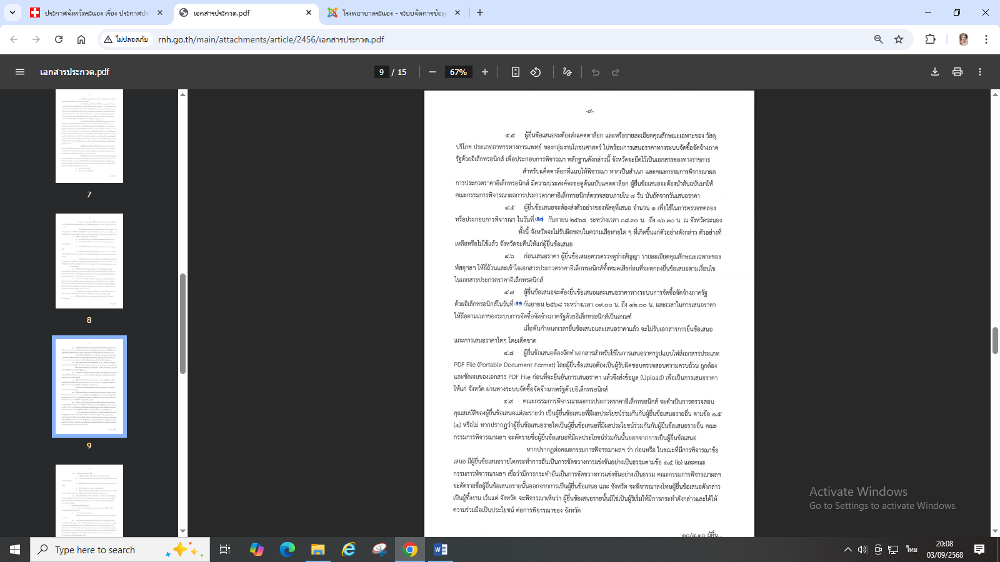 ประกาศจังหวัดระนอง เรื่อง ประกาศประ
เอกสารประกวด.pdf
โรงพยาบาลระนอง - ระบบจัดการข้อมู
ไม่ปลอดภัย
rnh.go.th/main/attachments/article/2456/เอกสารประกวด.pdf
เอกสารประกวด.pdf
9 / 15
67%
7
8
9
-๙-
๔.๔ ผู้ยื่นข้อเสนอจะต้องส่งแคตตาล็อก และหรือรายละเอียดคุณลักษณะเฉพาะของ วัสดุ
บริโภค ประเภทอาหารทางการแพทย์ ของกลุ่มงานโภชนศาสตร์ ไปพร้อมการเสนอราคาทางระบบจัดซื้อจัดจ้างภาค
รัฐด้วยอิเล็กทรอนิกส์ เพื่อประกอบการพิจารณา หลักฐานดังกล่าวนี้ จังหวัดจะยึดไว้เป็นเอกสารของทางราชการ
สำหรับแค็ตตาล็อกที่แนบให้พิจารณา หากเป็นสำเนา และคณะกรรมการพิจารณาผล
การประกวดราคาอิเล็กทรอนิกส์ มีความประสงค์จะขอดูต้นฉบับแคตตาล็อก ผู้ยื่นข้อเสนอจะต้องนำต้นฉบับมาให้
คณะกรรมการพิจารณาผลการประกวดราคาอิเล็กทรอนิกส์ตรวจสอบภายใน ๗ วัน นับถัดจากวันเสนอราคา
๔.๕ ผู้ยื่นข้อเสนอจะต้องส่งตัวอย่างของพัสดุที่เสนอ จำนวน ๑ เพื่อใช้ในการตรวจทดลอง
หรือประกอบการพิจารณา ในวันที่ ๑๗ กันยายน ๒๕๖๘ ระหว่างเวลา ๐๘.๓๐ น. ถึง ๑๖.๓๐ น. ณ จังหวัดระนอง
ทั้งนี้ จังหวัดจะไม่รับผิดชอบในความเสียหายใด ๆ ที่เกิดขึ้นแก่ตัวอย่างดังกล่าว ตัวอย่างที่
เหลือหรือไม่ใช้แล้ว จังหวัดจะคืนให้แก่ผู้ยื่นข้อเสนอ
๔.๖ ก่อนเสนอราคา ผู้ยื่นข้อเสนอควรตรวจดูร่างสัญญา รายละเอียดคุณลักษณะเฉพาะของ
พัสดุฯลฯ ให้ถี่ถ้วนและเข้าใจเอกสารประกวดราคาอิเล็กทรอนิกส์ทั้งหมดเสียก่อนที่จะตกลงยื่นข้อเสนอตามเงื่อนไข
ในเอกสารประกวดราคาอิเล็กทรอนิกส์
๔.๗ ผู้ยื่นข้อเสนอจะต้องยื่นข้อเสนอและเสนอราคาทางระบบการจัดซื้อจัดจ้างภาครัฐ
ด้วยอิเล็กทรอนิกส์ในวันที่ ๑๑ กันยายน ๒๕๖๘ ระหว่างเวลา ๐๙.๐๐ น. ถึง ๑๒.๐๐ น. และเวลาในการเสนอราคา
ให้ถือตามเวลาของระบบการจัดซื้อจัดจ้างภาครัฐด้วยอิเล็กทรอนิกส์เป็นเกณฑ์
เมื่อพ้นกำหนดเวลายื่นข้อเสนอและเสนอราคาแล้ว จะไม่รับเอกสารการยื่นข้อเสนอ
และการเสนอราคาใดๆ โดยเด็ดขาด
๔.๘ ผู้ยื่นข้อเสนอต้องจัดทำเอกสารสำหรับใช้ในการเสนอราคารูปแบบไฟล์เอกสารประเภท
PDF File (Portable Document Format) โดยผู้ยื่นข้อเสนอต้องเป็นผู้รับผิดชอบตรวจสอบความครบถ้วน ถูกต้อง
และชัดเจนของเอกสาร PDF File ก่อนที่จะยืนยันการเสนอราคา แล้วจึงส่งข้อมูล (Upload) เพื่อเป็นการเสนอราคา
ให้แก่ จังหวัด ผ่านทางระบบจัดซื้อจัดจ้างภาครัฐด้วยอิเล็กทรอนิกส์
๔.๙ คณะกรรมการพิจารณาผลการประกวดราคาอิเล็กทรอนิกส์ จะดำเนินการตรวจสอบ
คุณสมบัติของผู้ยื่นข้อเสนอแต่ละรายว่า เป็นผู้ยื่นข้อเสนอที่มีผลประโยชน์ร่วมกันกับผู้ยื่นข้อเสนอรายอื่น ตามข้อ ๑.๕
(๑) หรือไม่ หากปรากฏว่าผู้ยื่นข้อเสนอรายใดเป็นผู้ยื่นข้อเสนอที่มีผลประโยชน์ร่วมกันกับผู้ยื่นข้อเสนอรายอื่น คณะ
กรรมการพิจารณาผลฯ จะตัดรายชื่อผู้ยื่นข้อเสนอที่มีผลประโยชน์ร่วมกันนั้นออกจากการเป็นผู้ยื่นข้อเสนอ
หากปรากฏต่อคณะกรรมการพิจารณาผลฯ ว่า ก่อนหรือ ในขณะที่มีการพิจารณาข้อ
เสนอ มีผู้ยื่นข้อเสนอรายใดกระทำการอันเป็นการขัดขวางการแข่งขันอย่างเป็นธรรมตามข้อ ๑.๕ (๒) และคณะ
กรรมการพิจารณาผลฯ เชื่อว่ามีการกระทำอันเป็นการขัดขวางการแข่งขันอย่างเป็นธรรม คณะกรรมการพิจารณาผลฯ
จะตัดรายชื่อผู้ยื่นข้อเสนอรายนั้นออกจากการเป็นผู้ยื่นข้อเสนอ และ จังหวัด จะพิจารณาลงโทษผู้ยื่นข้อเสนอดังกล่าว
เป็นผู้ทิ้งงาน เว้นแต่ จังหวัด จะพิจารณาเห็นว่า ผู้ยื่นข้อเสนอรายนั้นมิใช่เป็นผู้ริเริ่มให้มีการกระทำดังกล่าวและได้ให้
ความร่วมมือเป็นประโยชน์ ต่อการพิจารณาของ จังหวัด
๑๐/๔.๑๐ ผู้ยื่น...
Activate Windows
Go to Settings to activate Windows.
Type here to search
ไทย
20:08
03/09/2568